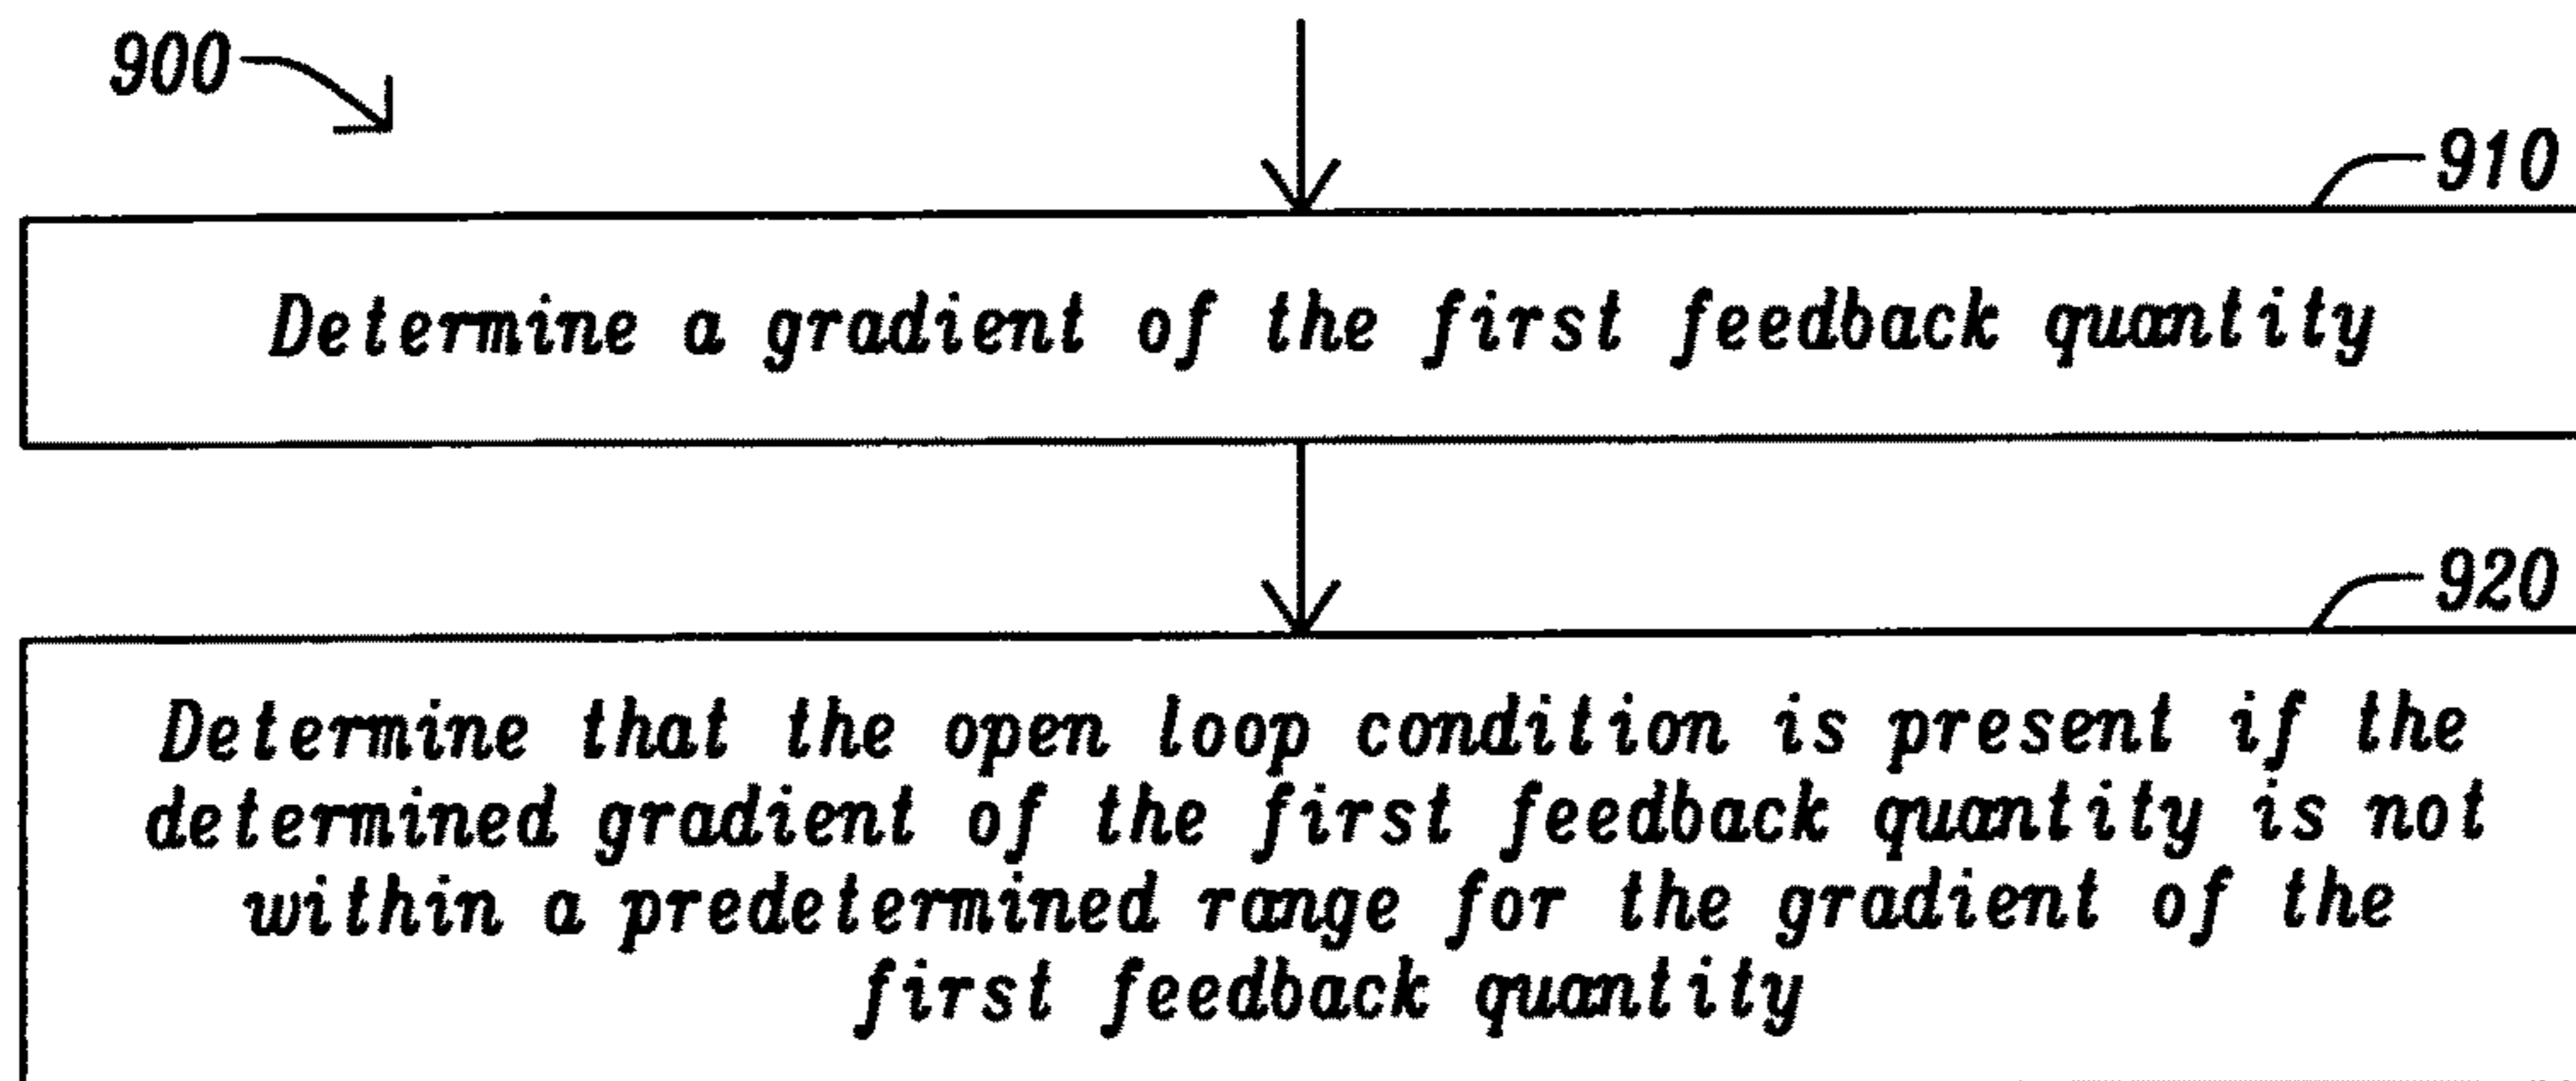 900
910
Determine a gradient of the first feedback quantity
920
Determine that the open loop condition is present if the
determined gradient of the first feedback quantity is not
within a predetermined range for the gradient of the
first feedback quantity